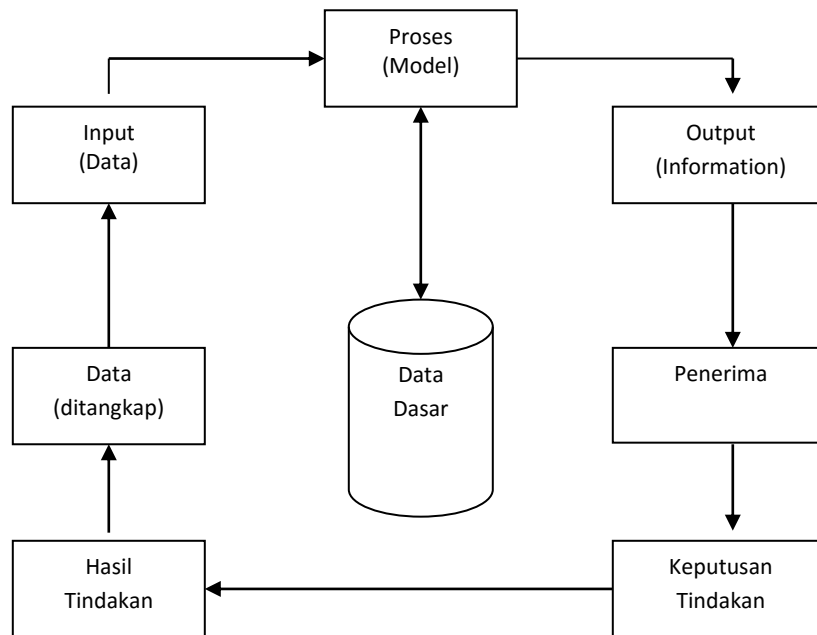 Proses
(Model)
Input
(Data)
Output
(Information)
Data
(ditangkap)
Data
Dasar
Penerima
Hasil
Tindakan
Keputusan
Tindakan